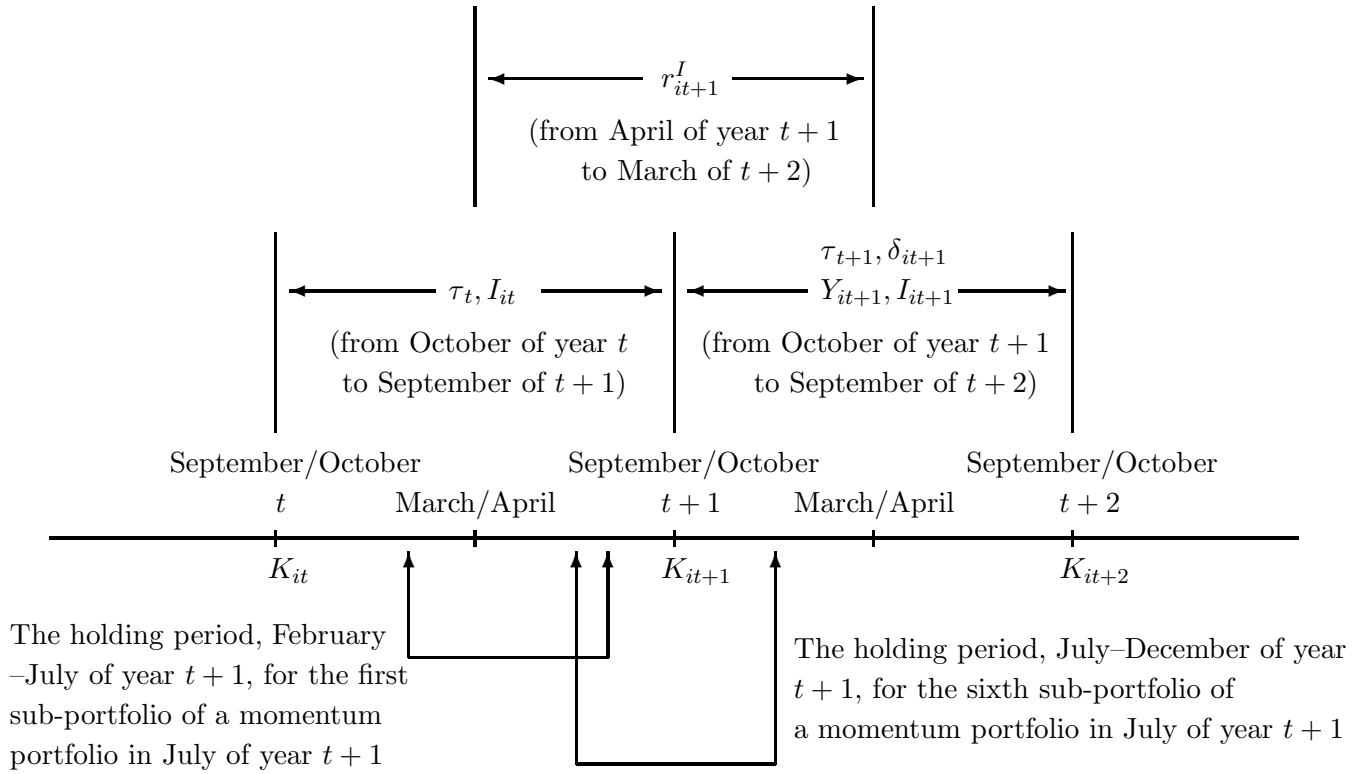 $r^I_{it+1}$
(from April of year $t+1$
to March of $t+2$)
$\tau_{t+1}, \delta_{it+1}$
$\tau_t, I_{it}$
$Y_{it+1}, I_{it+1}$
(from October of year $t$
to September of $t+1$)
(from October of year $t+1$
to September of $t+2$)
September/October
$t$
March/April
September/October
$t+1$
March/April
September/October
$t+2$
$K_{it}$
$K_{it+1}$
$K_{it+2}$
The holding period, February
–July of year $t+1$, for the first
sub-portfolio of a momentum
portfolio in July of year $t+1$
The holding period, July–December of year
$t+1$, for the sixth sub-portfolio of
a momentum portfolio in July of year $t+1$